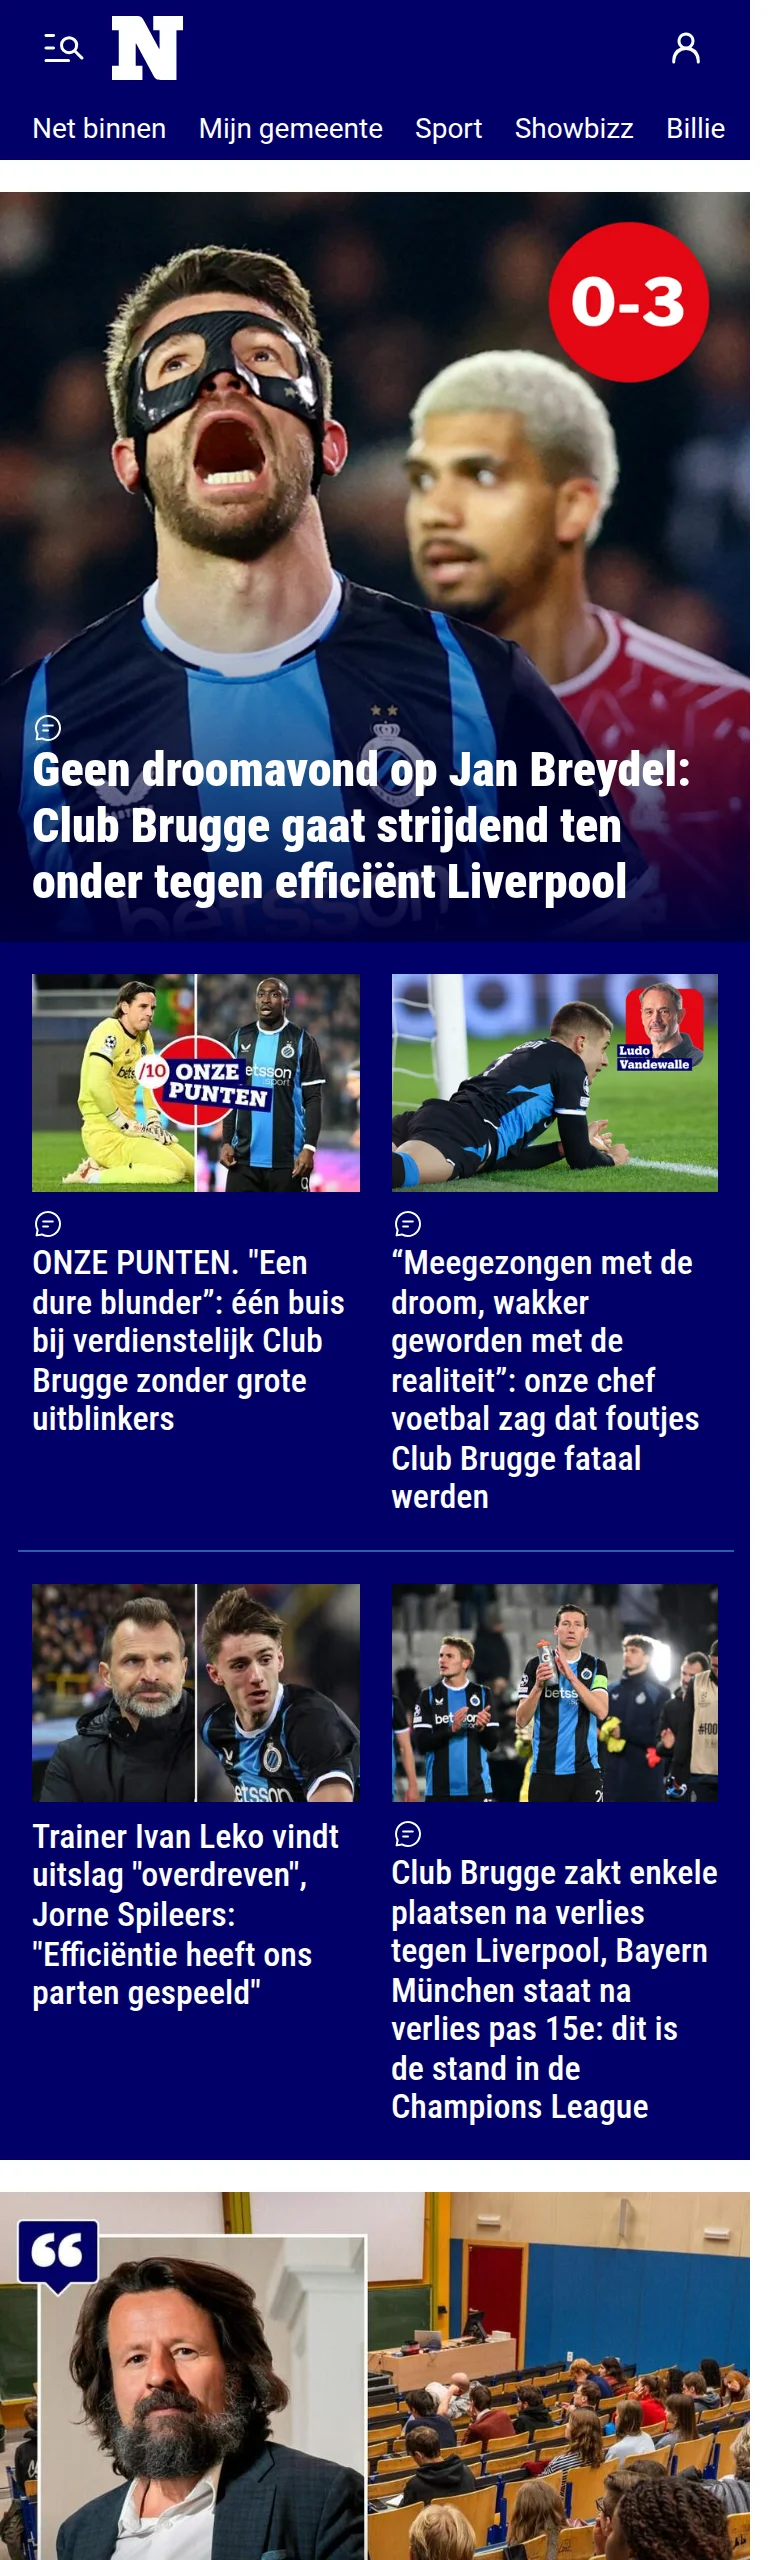 N
Net binnen Mijn gemeente Sport Showbizz Billie
0-3
Geen droomavond op Jan Breydel:
Club Brugge gaat strijdend ten
onder tegen efficiënt Liverpool
betsson
/10 ONZE
PUNTEN
betsson
sport
Ludo
Vandewalle
ONZE PUNTEN. "Een
dure blunder”: één buis
bij verdienstelijk Club
Brugge zonder grote
uitblinkers
“Meegezongen met de
droom, wakker
geworden met de
realiteit”: onze chef
voetbal zag dat foutjes
Club Brugge fataal
werden
betsson
Trainer Ivan Leko vindt
uitslag "overdreven",
Jorne Spileers:
"Efficiëntie heeft ons
parten gespeeld"
Club Brugge zakt enkele
plaatsen na verlies
tegen Liverpool, Bayern
München staat na
verlies pas 15e: dit is
de stand in de
Champions League